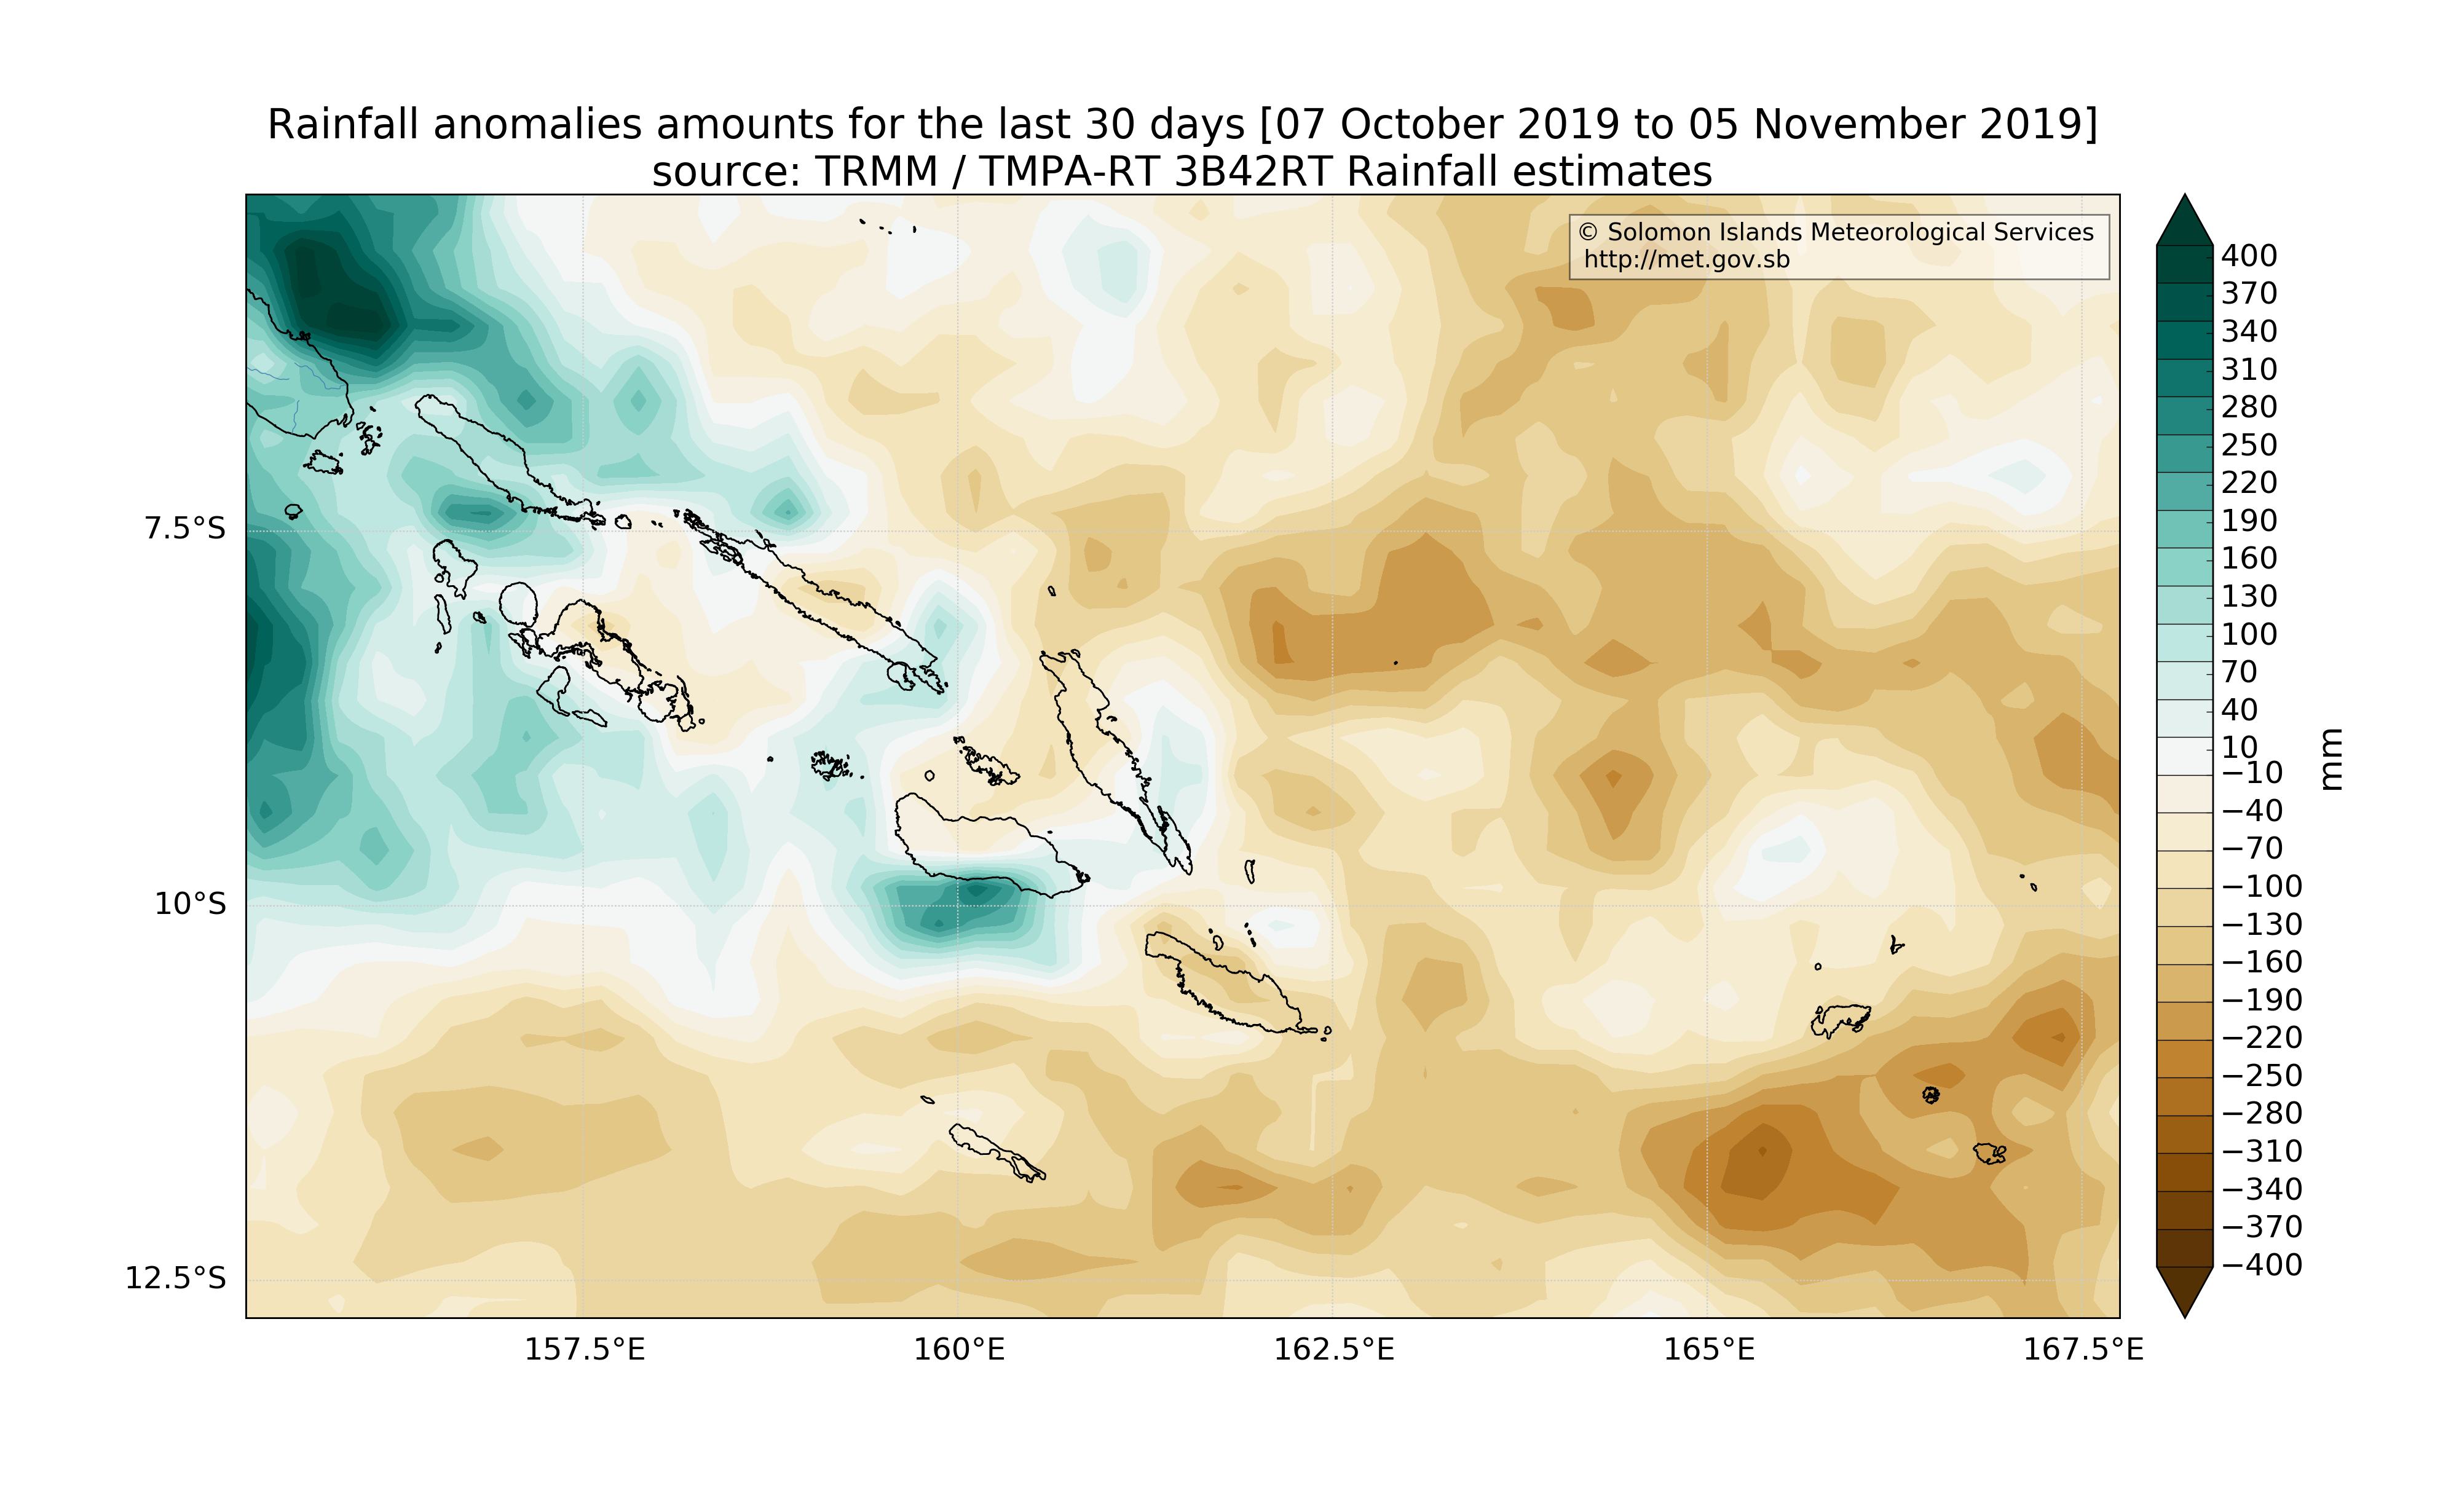 Rainfall anomalies amounts for the last 30 days [07 October 2019 to 05 November 2019]
source: TRMM / TMPA-RT 3B42RT Rainfall estimates
© Solomon Islands Meteorological Services
http://met.gov.sb
7.5°S
10°S
12.5°S
157.5°E
160°E
162.5°E
165°E
167.5°E
400
370
340
310
280
250
220
190
160
130
100
70
40
10
−10
−40
−70
−100
−130
−160
−190
−220
−250
−280
−310
−340
−370
−400
mm